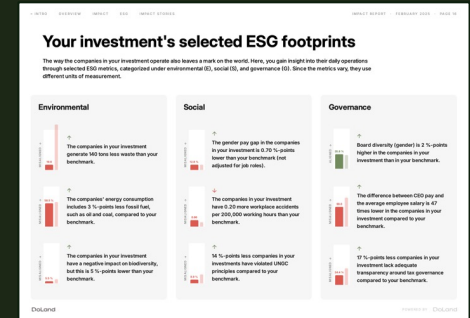 < INTRO OVERVIEW IMPACT ESG IMPACT STORIES
IMPACT REPORT FEBRUARY PAGE
Your investment's selected ESG footprints
The way the companies in your investment operate also leaves a mark on the world. Here, you gain insight into their daily operations
through selected ESG metrics, categorized under environmental (E), social (S), and governance (G). Since the metrics vary, they use
different units of measurement.
Environmental
The companies in your investment
generate 140 tons less waste than your
benchmark.
The companies' energy consumption
includes 3 %-points less fossil fuel,
such as oil and coal, compared to your
benchmark.
The companies in your investment
have a negative impact on biodiversity,
but this is 5 %-points lower than your
benchmark.
Social
The gender pay gap in the companies
in your investment is 0.70 %-points
lower than your benchmark (not
adjusted for job roles).
The companies in your investment
have 0.20 more workplace accidents
per 200,000 working hours than your
benchmark.
14 %-points less companies in your
investments have violated UNGC
principles compared to your
benchmark.
Governance
Board diversity (gender) is 2 %-points
higher in the companies in your
investment than in your benchmark.
The difference between CEO pay and
the average employee salary is 47
times lower in the companies in your
investment compared to your
benchmark.
17 %-points less companies in your
investment lack adequate
transparency around tax governance
compared to your benchmark.
DoLand
POWERED BY DoLand